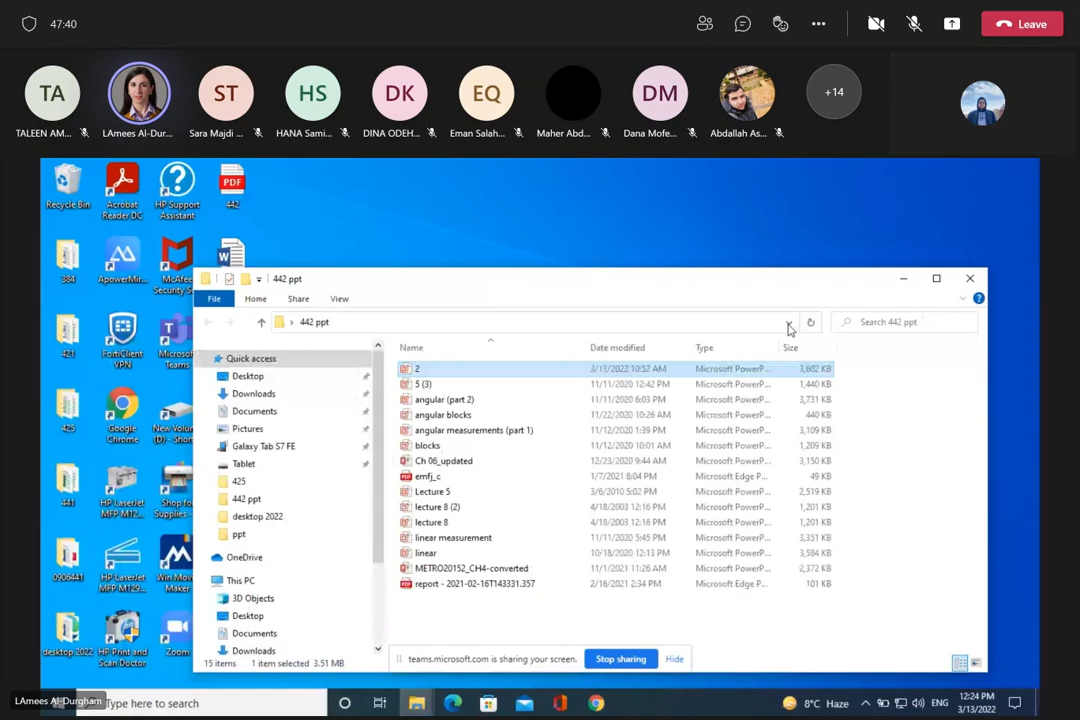 47:40
Leave
TA
ST
HS
DK
EQ
DM
+14
TALEEN AM...
LAmees Al-Dur...
Sara Majdi ...
HANA Sami...
DINA ODEH...
Eman Salah...
Maher Abd...
Dana Mofe...
Abdallah As...
Recycle Bin
Acrobat Reader DC
HP Support Assistant
PDF
442
384
ApowerMir...
McAfee Security Se...
W
421
FortiClient VPN
Microsoft Teams
425
Google Chrome
New Volum (D) - Short
441
HP LaserJet MFP M12...
Shop for Supplies -
0906441
HP LaserJet MFP M129...
Win Movi Maker
desktop 2022
HP Print and Scan Doctor
Zoom
442 ppt
File
Home
Share
View
442 ppt
Search 442 ppt
Quick access
Desktop
Downloads
Documents
Pictures
Galaxy Tab S7 FE
Tablet
425
442 ppt
desktop 2022
ppt
OneDrive
This PC
3D Objects
Desktop
Documents
Downloads
Name Date modified Type Size
2 3/13/2022 10:52 AM Microsoft PowerP... 3,602 KB
5 (3) 11/11/2020 12:42 PM Microsoft PowerP... 1,440 KB
angular (part 2) 11/11/2020 6:03 PM Microsoft PowerP... 3,731 KB
angular blocks 11/22/2020 10:26 AM Microsoft PowerP... 440 KB
angular measurements (part 1) 11/12/2020 1:39 PM Microsoft PowerP... 3,109 KB
blocks 11/12/2020 10:01 AM Microsoft PowerP... 1,209 KB
Ch 06_updated 12/23/2020 9:44 AM Microsoft PowerP... 3,150 KB
emfj_c 1/7/2021 8:04 PM Microsoft Edge P... 49 KB
Lecture 5 3/6/2010 5:02 PM Microsoft PowerP... 2,519 KB
lecture 8 (2) 4/18/2003 12:16 PM Microsoft PowerP... 1,201 KB
lecture 8 4/18/2003 12:16 PM Microsoft PowerP... 1,201 KB
linear measurement 11/11/2020 5:45 PM Microsoft PowerP... 3,351 KB
linear 10/18/2020 12:13 PM Microsoft PowerP... 3,584 KB
METRO20152_CH4-converted 11/1/2021 11:26 AM Microsoft PowerP... 2,372 KB
report - 2021-02-16T143331.357 2/16/2021 2:34 PM Microsoft Edge P... 101 KB
15 items 1 item selected 3.51 MB
teams.microsoft.com is sharing your screen.
Stop sharing
Hide
LAmees Al-Durgham
Type here to search
8°C Haze
ENG
12:24 PM
3/13/2022